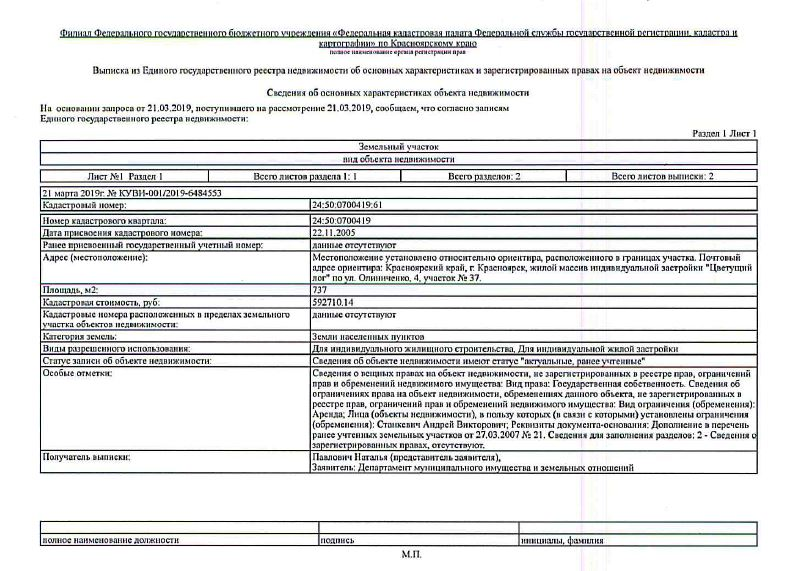 Филиал Федерального государственного бюджетного учреждения «Федеральная кадастровая палата Федеральной службы государственной регистрации, кадастра и
картографии» по Красноярскому краю
полное наименование органа регистрации прав
Выписка из Единого государственного реестра недвижимости об основных характеристиках и зарегистрированных правах на объект недвижимости
Сведения об основных характеристиках объекта недвижимости
На основании запроса от 21.03.2019, поступившего на рассмотрение 21.03.2019, сообщаем, что согласно записям
Единого государственного реестра недвижимости:
Раздел 1 Лист 1
Земельный участок
вид объекта недвижимости
Лист №1 Раздел 1 Всего листов раздела 1: 1 Всего разделов: 2 Всего листов выписки: 2
21 марта 2019г. № КУВИ-001/2019-6484553
Кадастровый номер: 24:50:0700419:61
Номер кадастрового квартала: 24:50:0700419
Дата присвоения кадастрового номера: 22.11.2005
Ранее присвоенный государственный учетный номер: данные отсутствуют
Адрес (местоположение): Местоположение установлено относительно ориентира, расположенного в границах участка. Почтовый
адрес ориентира: Красноярский край, г. Красноярск, жилой массив индивидуальной застройки "Цветущий
лог" по ул. Олиниченко, 4, участок № 37.
Площадь, м2: 737
Кадастровая стоимость, руб: 592710.14
Кадастровые номера расположенных в пределах земельного данные отсутствуют
участка объектов недвижимости:
Категория земель: Земли населенных пунктов
Виды разрешенного использования: Для индивидуального жилищного строительства, Для индивидуальной жилой застройки
Статус записи об объекте недвижимости: Сведения об объекте недвижимости имеют статус "актуальные, ранее учтенные"
Особые отметки: Сведения о вещных правах на объект недвижимости, не зарегистрированных в реестре прав, ограничений
прав и обременений недвижимого имущества: Вид права: Государственная собственность. Сведения об
ограничениях права на объект недвижимости, обременениях данного объекта, не зарегистрированных в
реестре прав, ограничений прав и обременений недвижимого имущества: Вид ограничения (обременения):
Аренда; Лица (объекты недвижимости), в пользу которых (в связи с которыми) установлены ограничения
(обременения): Станкевич Андрей Викторович; Реквизиты документа-основания: Дополнение в перечень
ранее учтенных земельных участков от 27.03.2007 № 21. Сведения для заполнения разделов: 2 - Сведения о
зарегистрированных правах, отсутствуют.
Получатель выписки: Павлович Наталья (представитель заявителя),
Заявитель: Департамент муниципального имущества и земельных отношений
полное наименование должности подпись инициалы, фамилия
М.П.